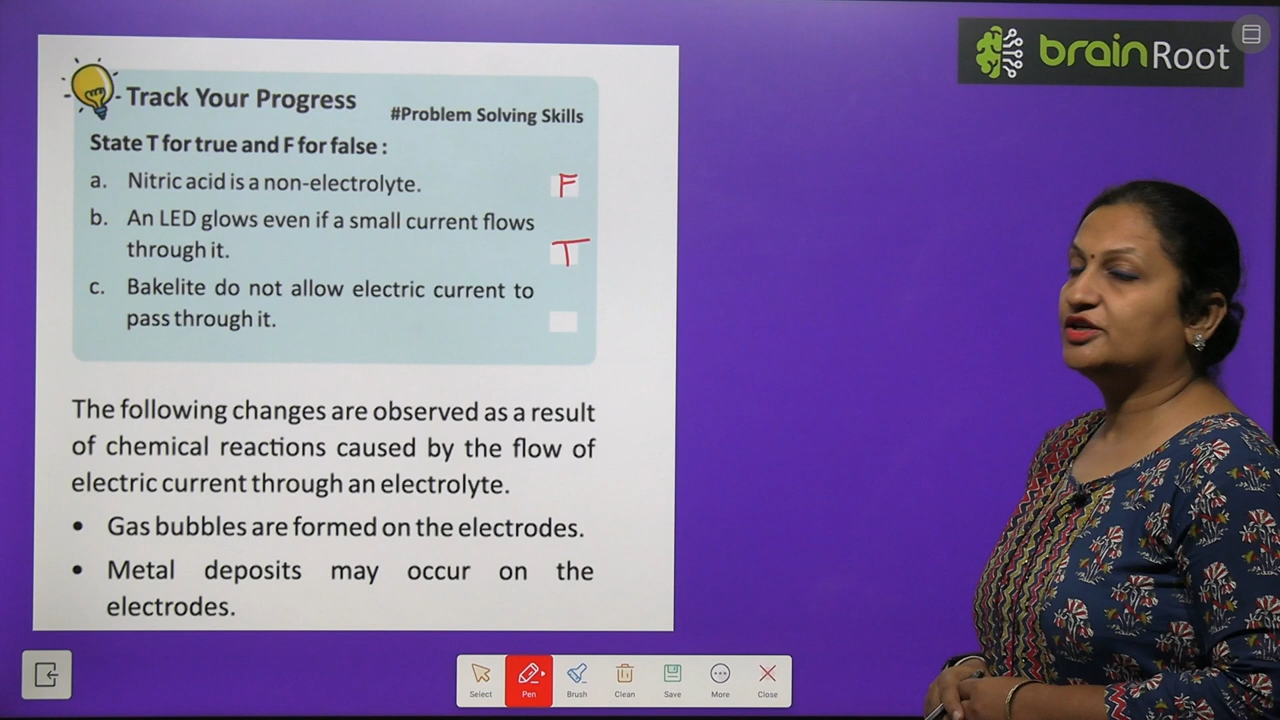 brainRoot
Track Your Progress
#Problem Solving Skills
State T for true and F for false :
a. Nitric acid is a non-electrolyte. F
b. An LED glows even if a small current flows
through it. T
c. Bakelite do not allow electric current to
pass through it.
The following changes are observed as a result
of chemical reactions caused by the flow of
electric current through an electrolyte.
• Gas bubbles are formed on the electrodes.
• Metal deposits may occur on the
electrodes.
Select Pen Brush Clean Save More Close